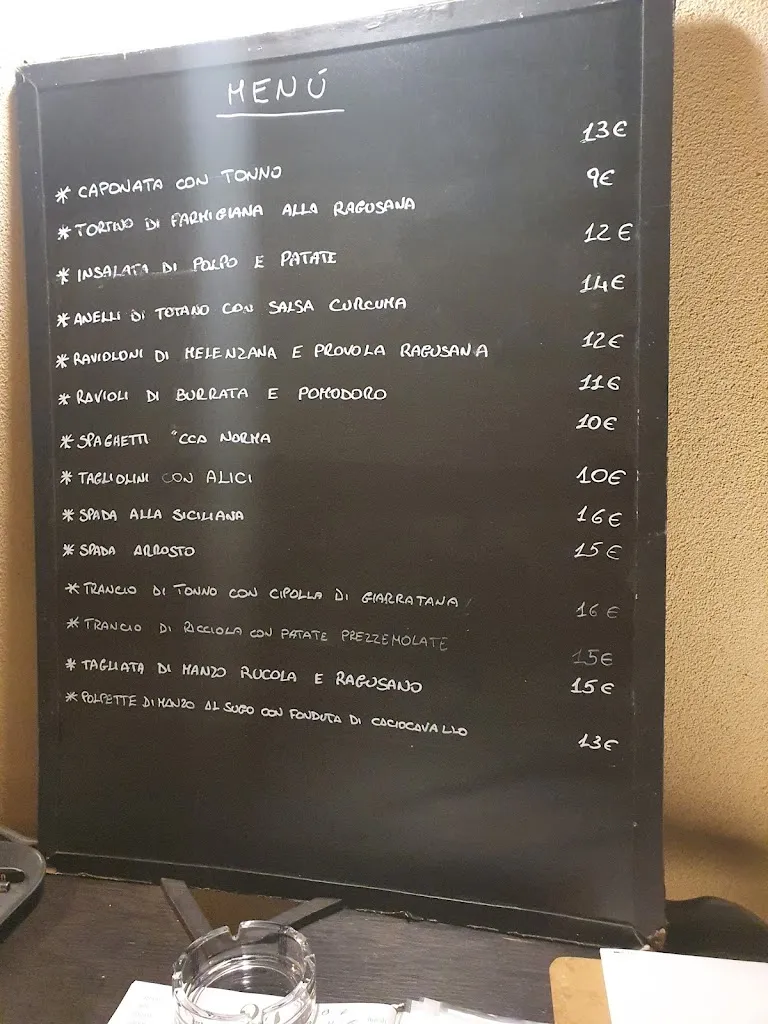 MENÚ
* CAPONATA CON TONNO 13€
* TORTINO DI PARMIGIANA ALLA RAGUSANA 9€
* INSALATA DI POLPO E PATATE 12€
* ANELLI DI TOTANO CON SALSA CURCUMA 14€
* RAVIOLONI DI MELENZANA E PROVOLA RAGUSANA 12€
* RAVIOLI DI BURRATA E POMODORO 11€
* SPAGHETTI "CCA NORMA 10€
* TAGLIOLINI CON ALICI 10€
* SPADA ALLA SICILIANA 16€
* SPADA ARROSTO 15€
* TRANCIO DI TONNO CON CIPOLLA DI GIARRATANA 16€
* TRANCIO DI RICCIOLA CON PATATE PREZZEMOLATE 15€
* TAGLIATA DI MANZO RUCOLA E RAGUSANO 15€
* POLPETTE DI MANZO AL SUGO CON FONDUTA DI CACIOCAVALLO 13€